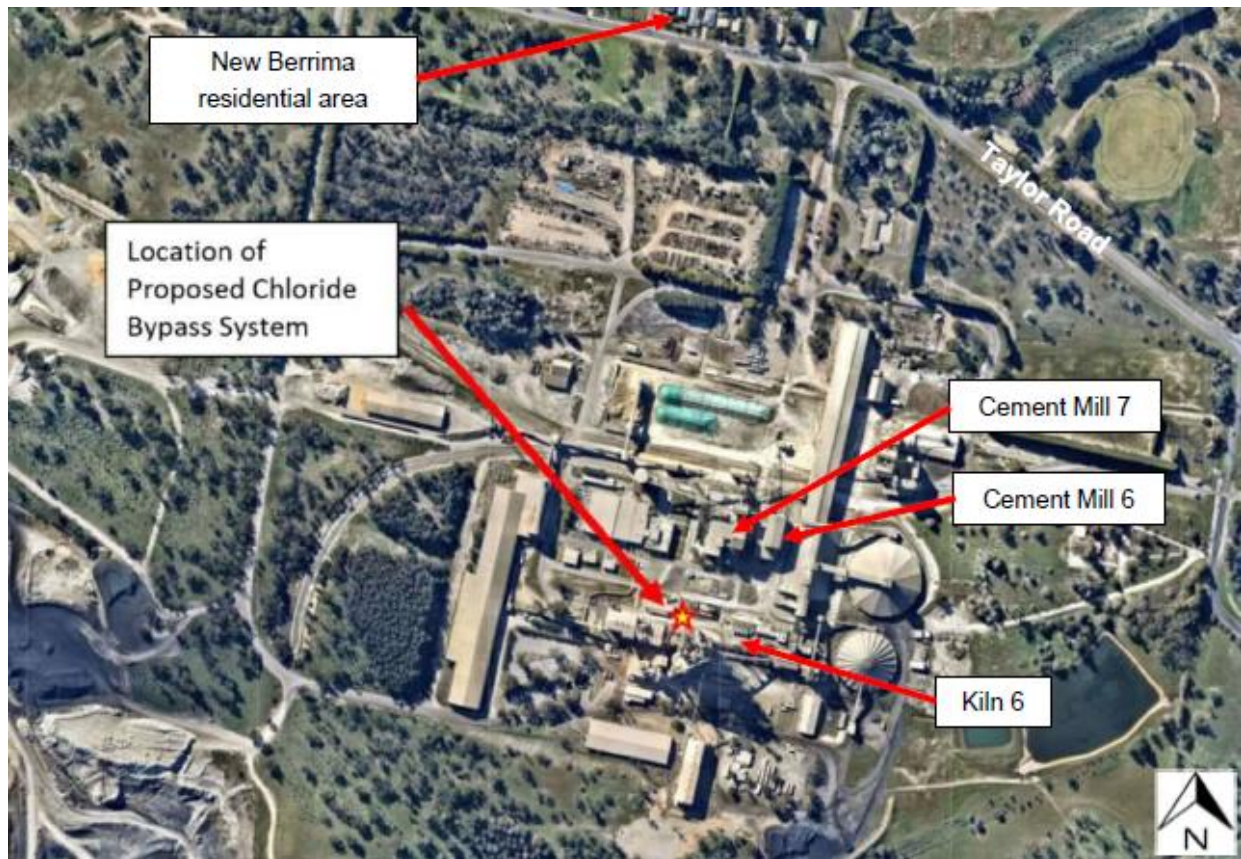 New Berrima
residential area
Taylor Road
Location of
Proposed Chloride
Bypass System
Cement Mill 7
Cement Mill 6
Kiln 6
N